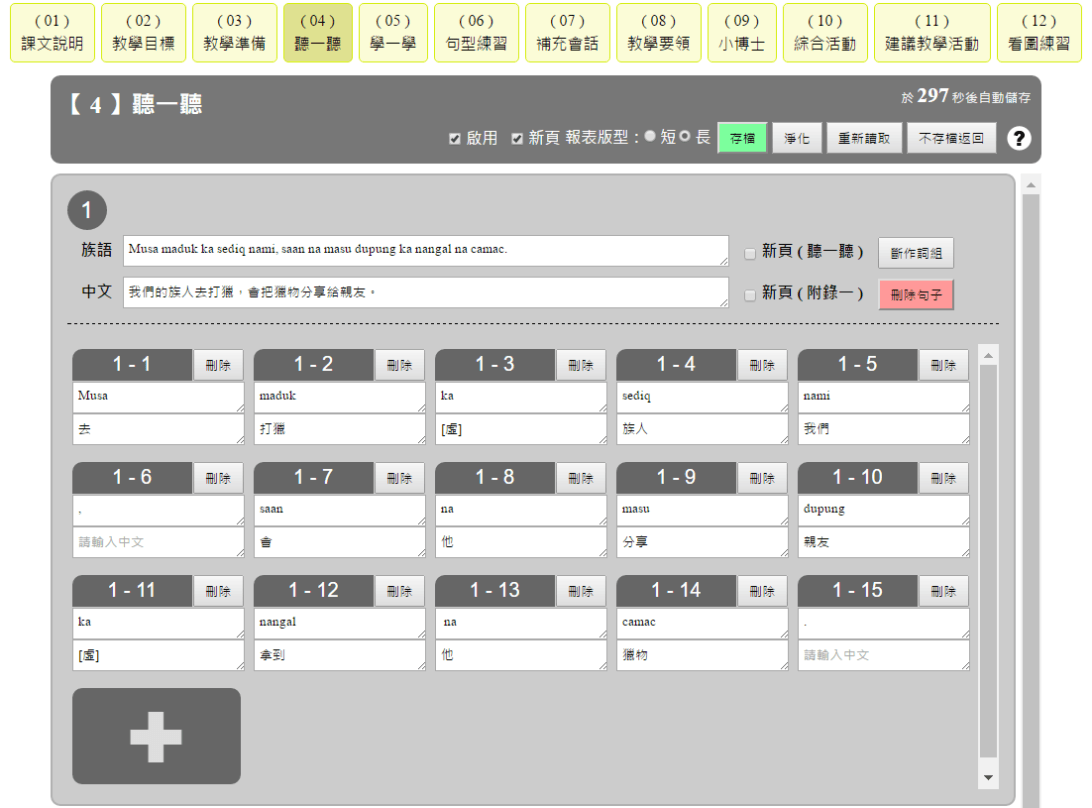 (01) (02) (03) (04) (05) (06) (07) (08) (09) (10) (11) (12)
課文說明 教學目標 教學準備 聽一聽 學一學 句型練習 補充會話 教學要領 小博士 綜合活動 建議教學活動 看圖練習
【4】聽一聽
於 297 秒後自動儲存
啟用 新頁 報表版型： 短 長 存檔 淨化 重新讀取 不存檔返回 ?
1
族語 Musa maduk ka sediq nami, saan na masu dupung ka nangal na camac. 新頁(聽一聽) 斷作詞組
中文 我們的族人去打獵，會把獵物分享給親友。 新頁(附錄一) 刪除句子
1 - 1 刪除 1 - 2 刪除 1 - 3 刪除 1 - 4 刪除 1 - 5 刪除
Musa maduk ka sediq nami
去 打獵 [虛] 族人 我們
1 - 6 刪除 1 - 7 刪除 1 - 8 刪除 1 - 9 刪除 1 - 10 刪除
, saan na masu dupung
請輸入中文 會 他 分享 親友
1 - 11 刪除 1 - 12 刪除 1 - 13 刪除 1 - 14 刪除 1 - 15 刪除
ka nangal na camac .
[虛] 拿到 他 獵物 請輸入中文